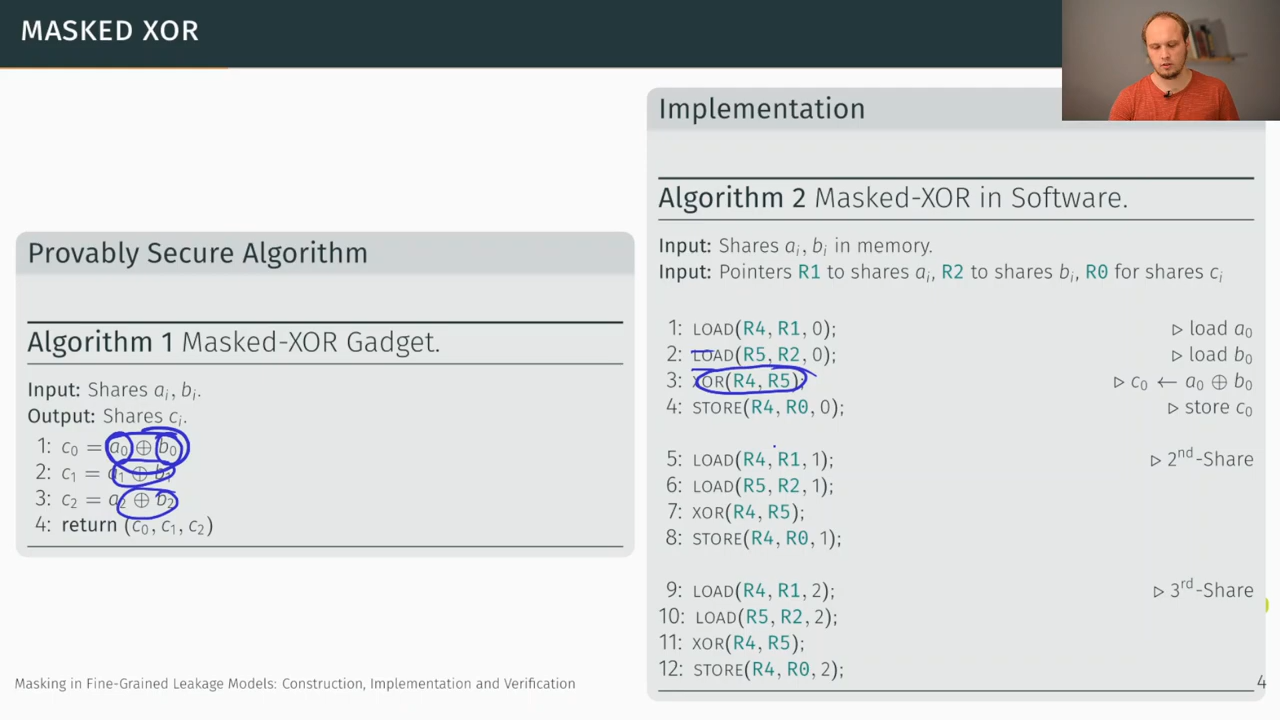 MASKED XOR
Provably Secure Algorithm
Algorithm 1 Masked-XOR Gadget.
Input: Shares aᵢ, bᵢ.
Output: Shares cᵢ.
1: c₀ = a₀ ⊕ b₀
2: c₁ = a₁ ⊕ b₁
3: c₂ = a₂ ⊕ b₂
4: return (c₀, c₁, c₂)
Implementation
Algorithm 2 Masked-XOR in Software.
Input: Shares aᵢ, bᵢ in memory.
Input: Pointers R1 to shares aᵢ, R2 to shares bᵢ, R0 for shares cᵢ
1: LOAD(R4, R1, 0); ▷ load a₀
2: LOAD(R5, R2, 0); ▷ load b₀
3: XOR(R4, R5); ▷ c₀ ← a₀ ⊕ b₀
4: STORE(R4, R0, 0); ▷ store c₀
5: LOAD(R4, R1, 1); ▷ 2ⁿᵈ-Share
6: LOAD(R5, R2, 1);
7: XOR(R4, R5);
8: STORE(R4, R0, 1);
9: LOAD(R4, R1, 2); ▷ 3ʳᵈ-Share
10: LOAD(R5, R2, 2);
11: XOR(R4, R5);
12: STORE(R4, R0, 2);
Masking in Fine-Grained Leakage Models: Construction, Implementation and Verification
4